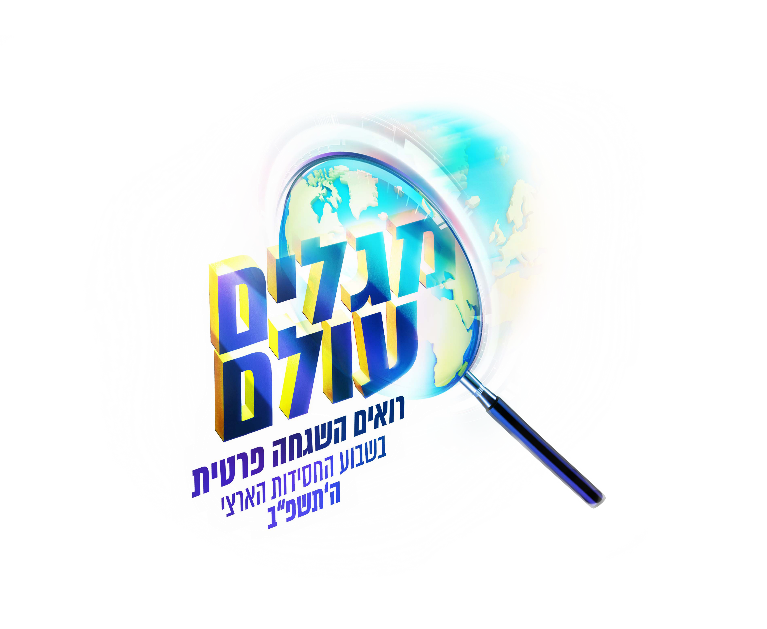 מגלים
עולם
רואים השגחה פרטית
בשבוע החסידות הארצי
ה'תשפ"ב